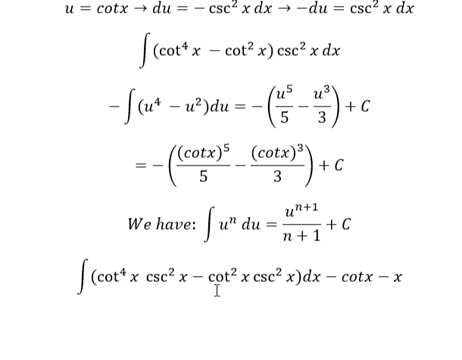 u = cotx → du = − csc² x dx → −du = csc² x dx
∫(cot⁴ x − cot² x) csc² x dx
−∫(u⁴ − u²)du = −(u⁵/5 − u³/3) + C
= −((cotx)⁵/5 − (cotx)³/3) + C
We have: ∫uⁿ du = uⁿ⁺¹/(n + 1) + C
∫(cot⁴ x csc² x − cot² x csc² x)dx − cotx − x